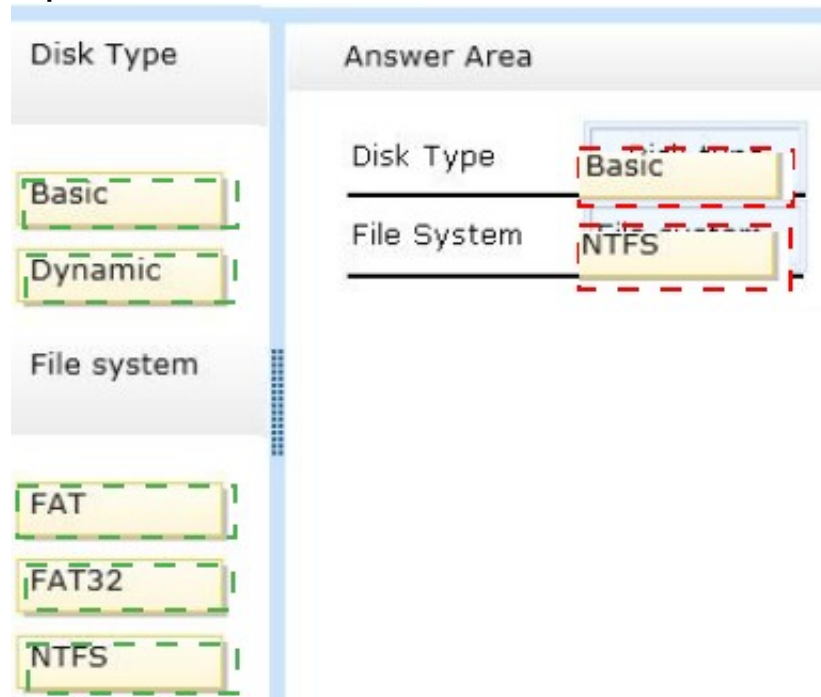 Disk Type
Basic
Dynamic
File system
FAT
FAT32
NTFS
Answer Area
Disk Type
Basic
File System
NTFS